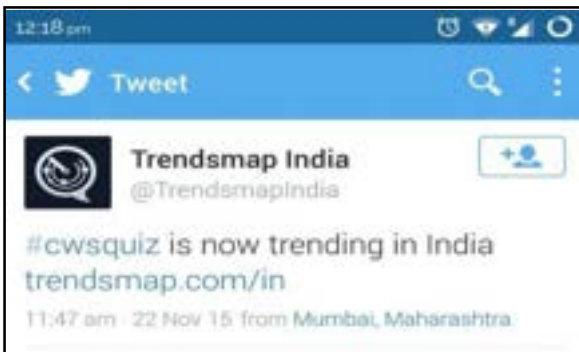 12:18 pm
Tweet
Trendsmap India
@TrendsmapIndia
#cwsquiz is now trending in India
trendsmap.com/in
11:47 am · 22 Nov 15 from Mumbai, Maharashtra